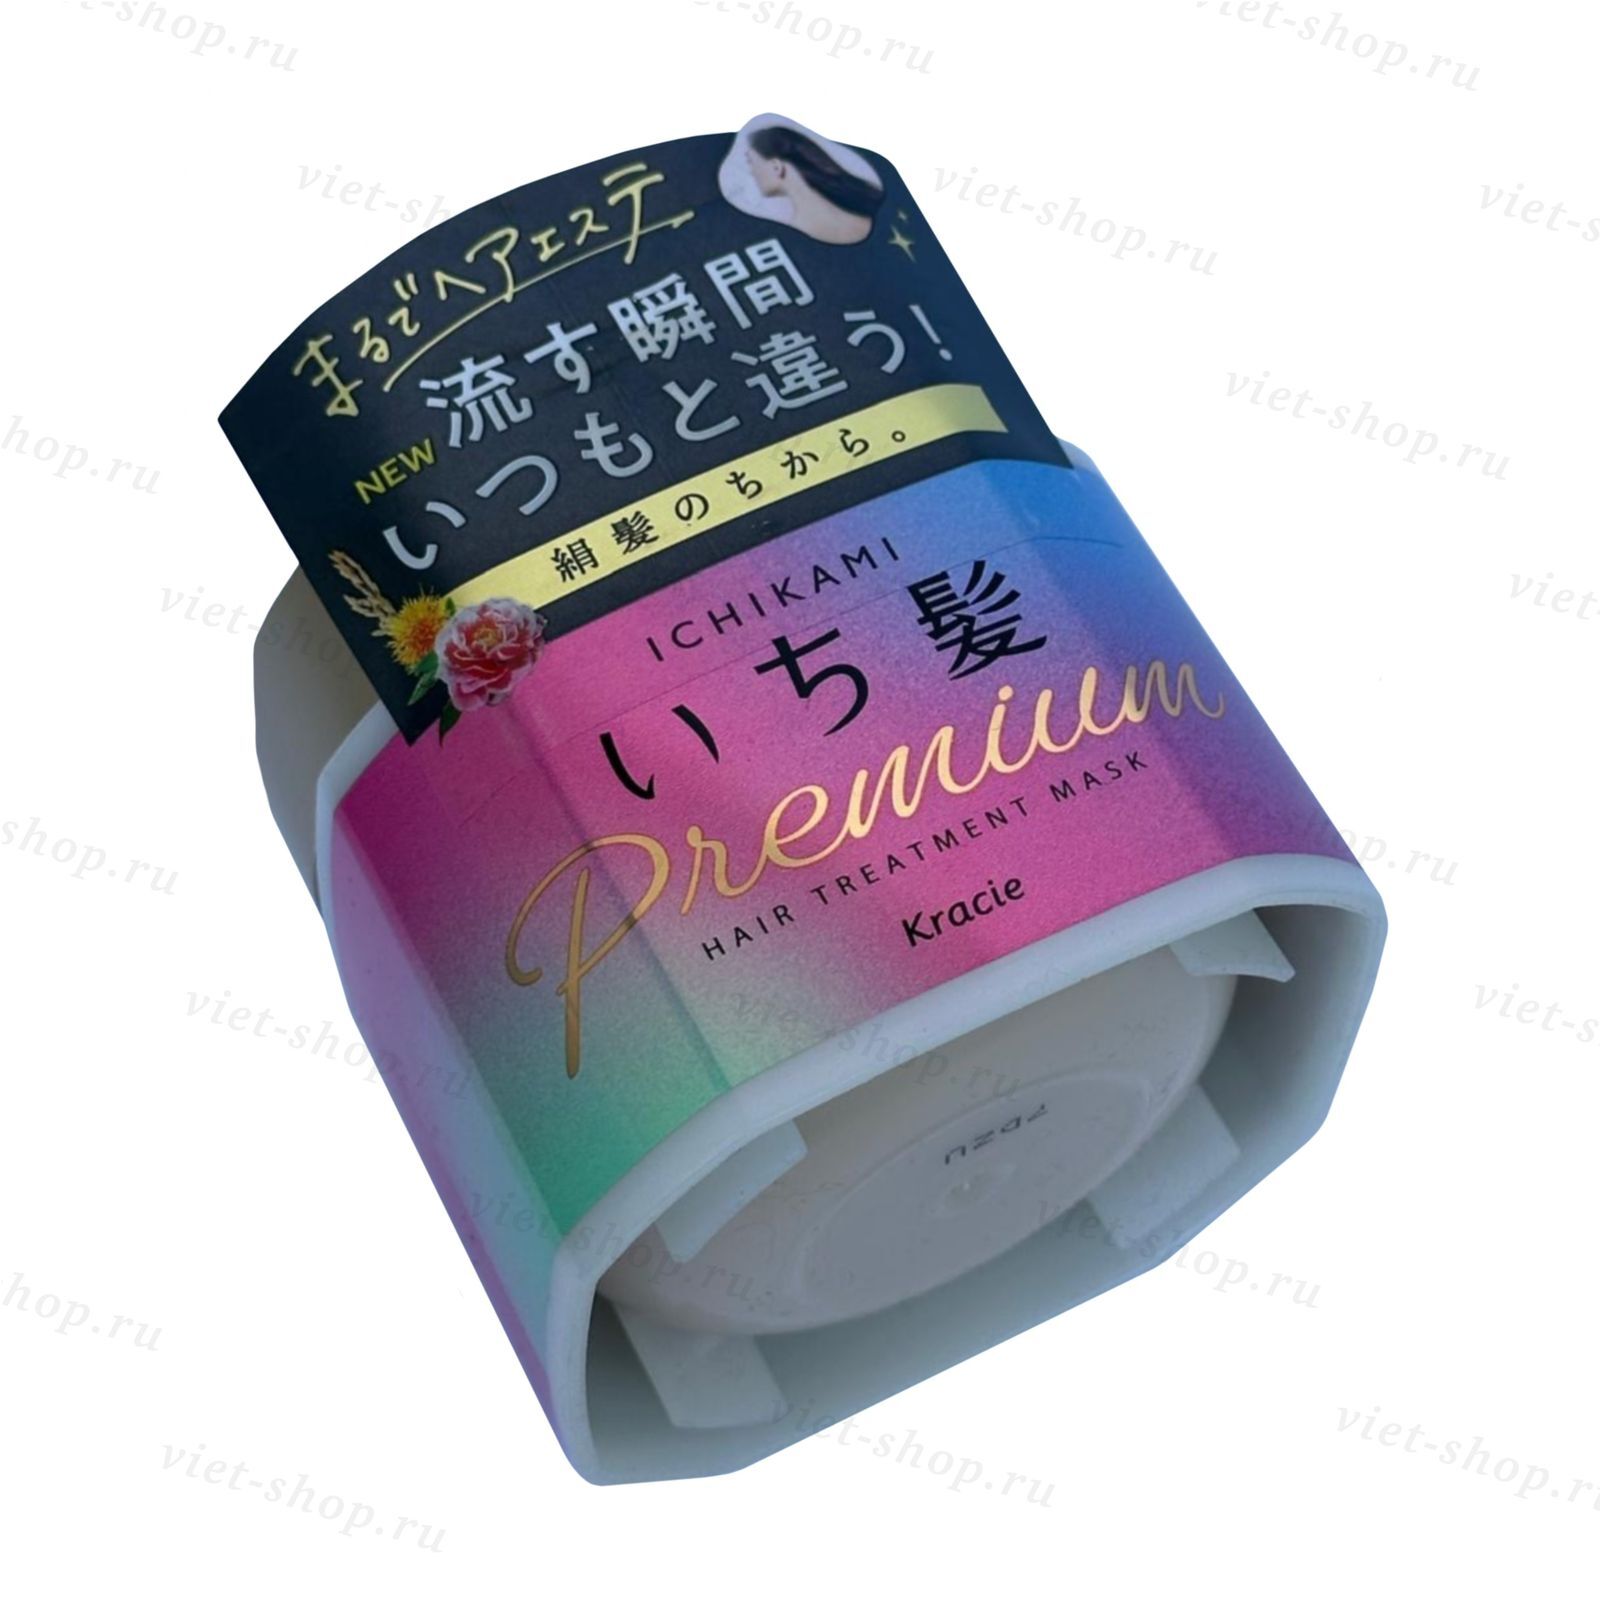 まるでヘアエステ
NEW
流す瞬間
いつもと違う!
絹髪のちから。
ICHIKAMI
いち髪
Premium
HAIR TREATMENT MASK
Kracie
viet-shop.ru